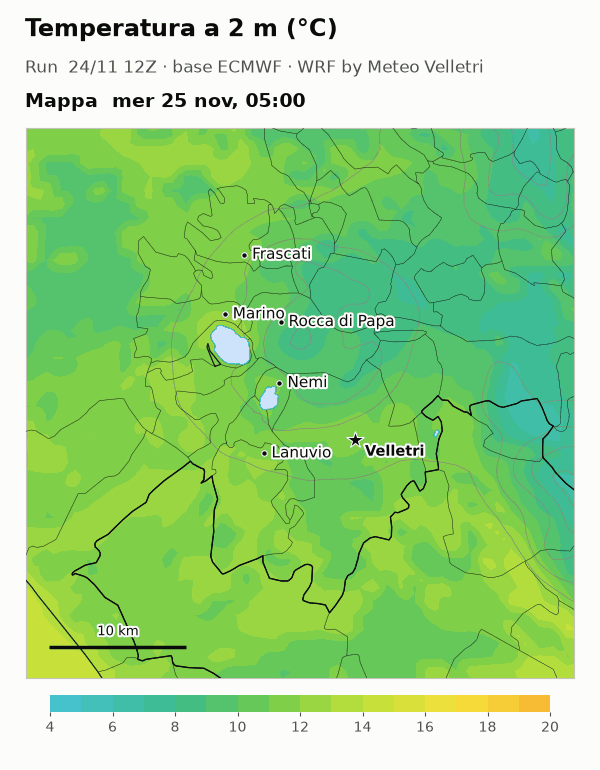 Temperatura a 2 m (°C)
Run  24/11 12Z · base ECMWF · WRF by Meteo Velletri
Mappa  mer 25 nov, 05:00
Frascati
Marino
Rocca di Papa
Nemi
Velletri
Lanuvio
10 km
4 6 8 10 12 14 16 18 20